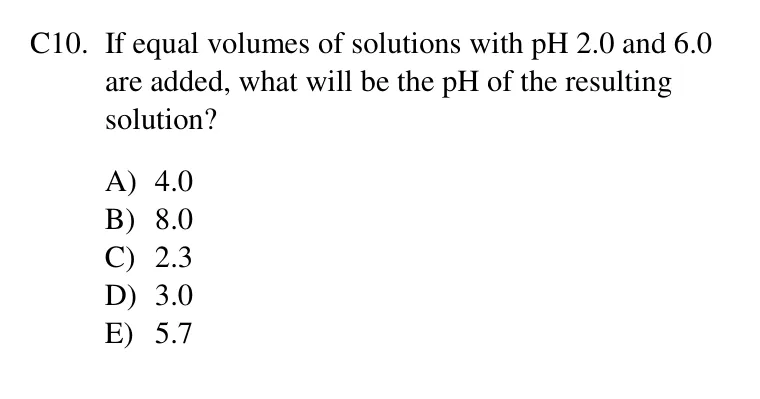 C10. If equal volumes of solutions with pH 2.0 and 6.0
are added, what will be the pH of the resulting
solution?
A) 4.0
B) 8.0
C) 2.3
D) 3.0
E) 5.7